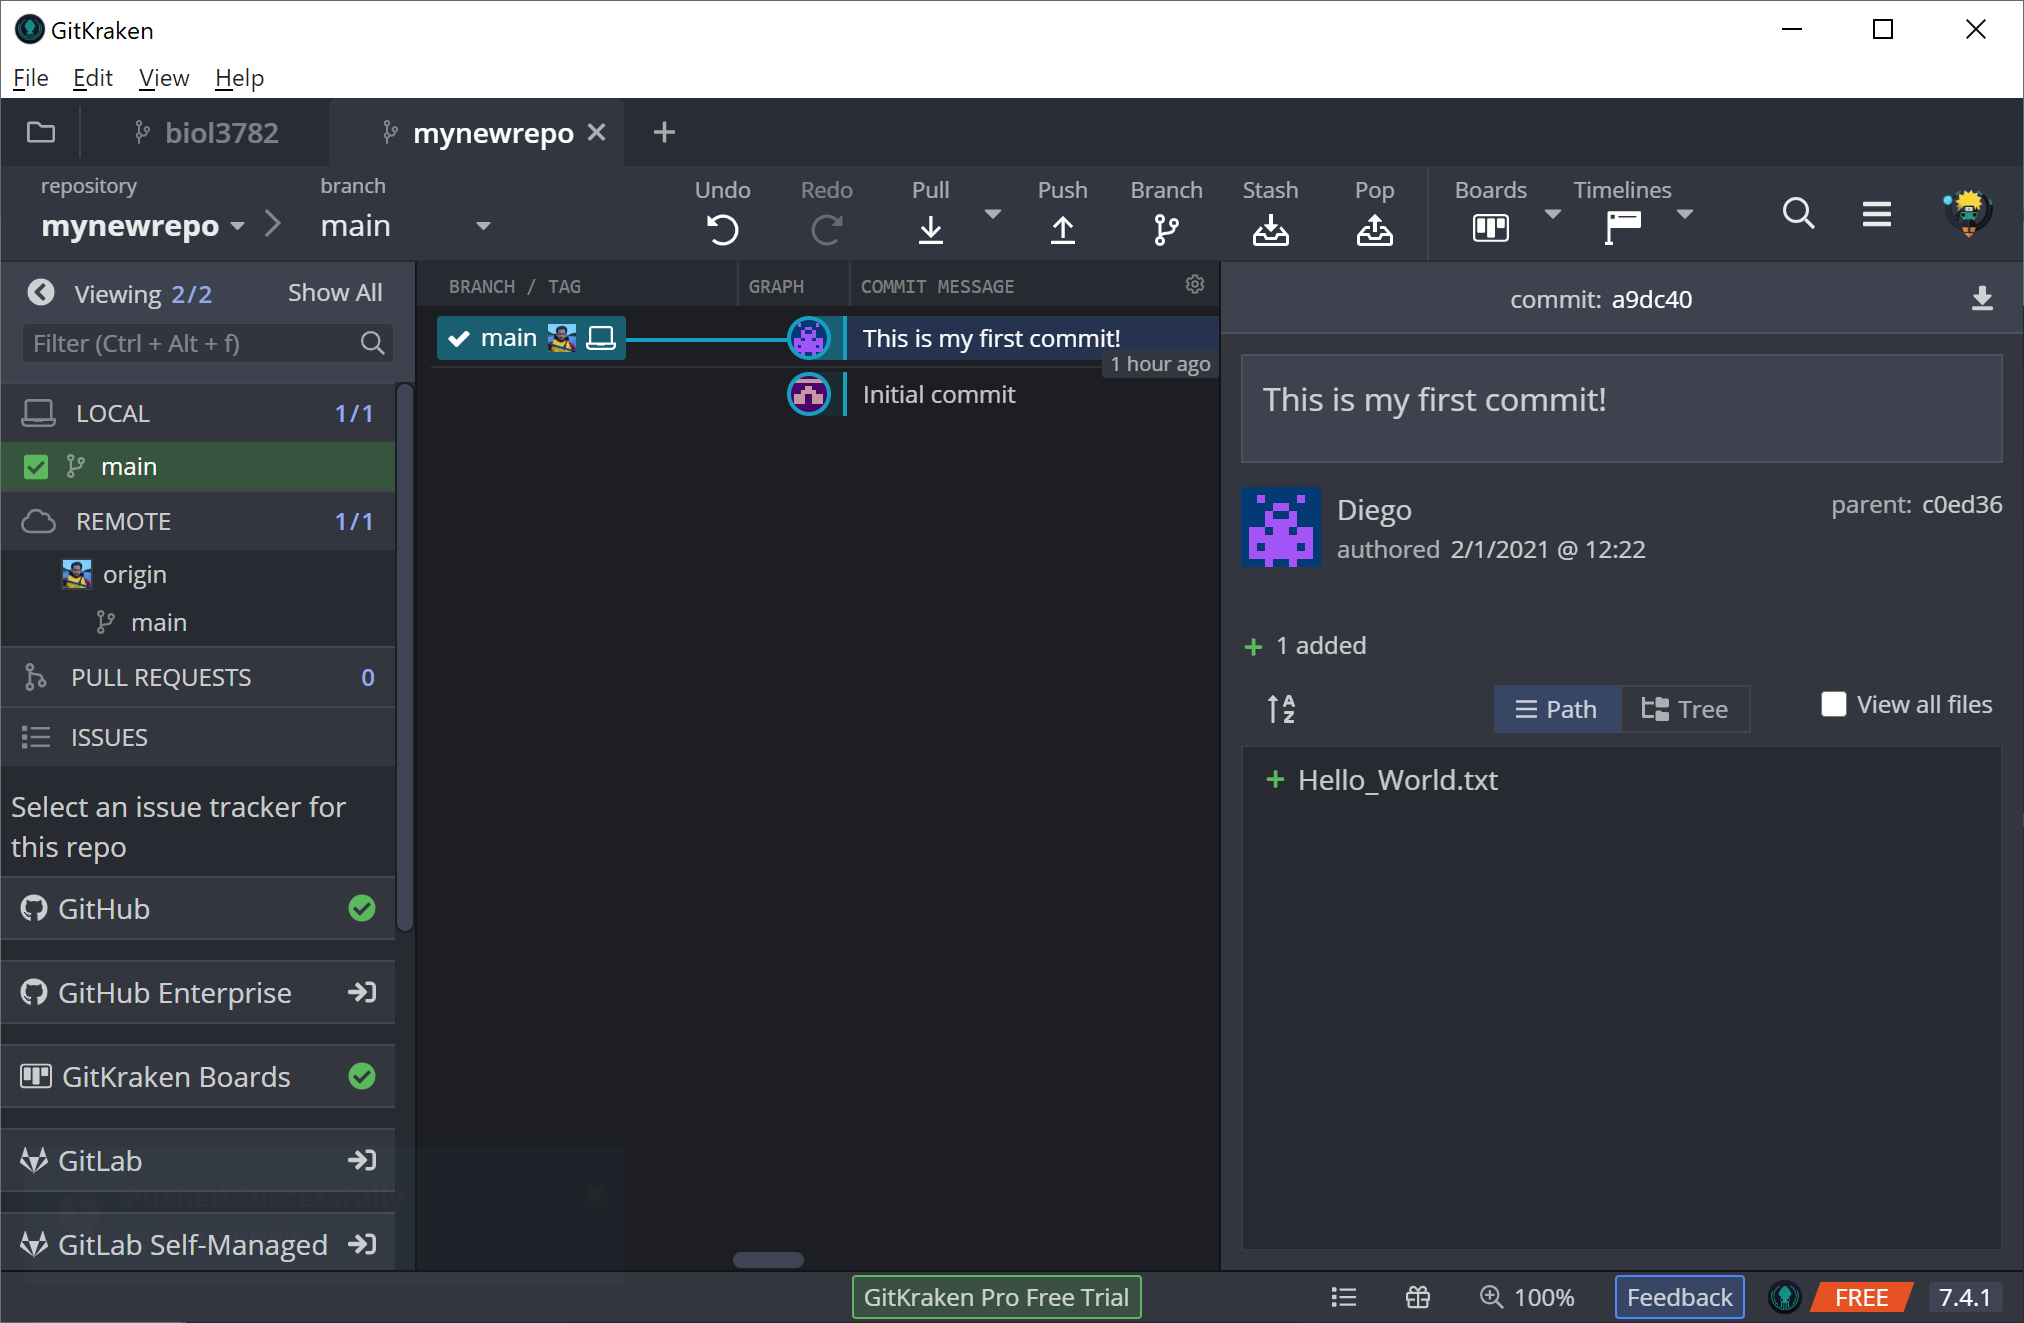 GitKraken
File Edit View Help
biol3782 mynewrepo
repository branch
mynewrepo main
Undo Redo Pull Push Branch Stash Pop Boards Timelines
Viewing 2/2 Show All
Filter (Ctrl + Alt + f)
LOCAL 1/1
main
REMOTE 1/1
origin
main
PULL REQUESTS 0
ISSUES
Select an issue tracker for
this repo
GitHub
GitHub Enterprise
GitKraken Boards
GitLab
Pushed Successfully
GitLab Self-Managed
BRANCH / TAG GRAPH COMMIT MESSAGE
main This is my first commit!
1 hour ago
Initial commit
commit: a9dc40
This is my first commit!
Diego parent: c0ed36
authored 2/1/2021 @ 12:22
+ 1 added
A Z Path Tree View all files
+ Hello_World.txt
GitKraken Pro Free Trial 100% Feedback FREE 7.4.1